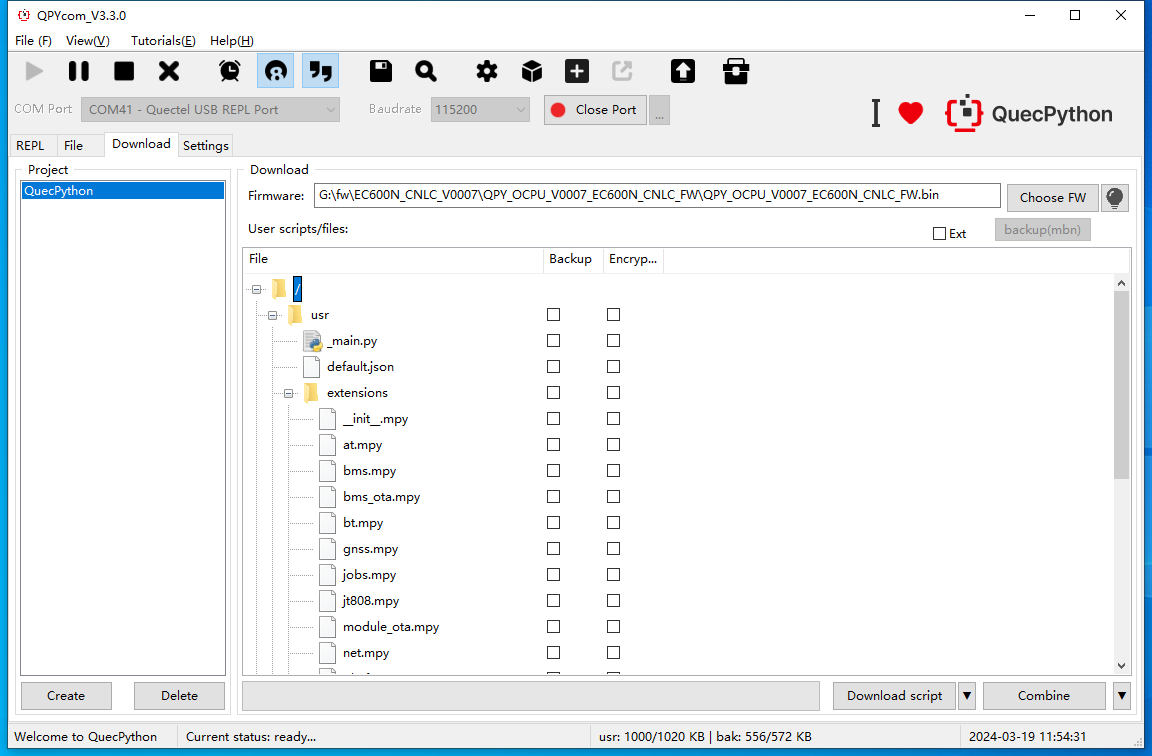 QPYcom_V3.3.0
File (F) View(V) Tutorials(E) Help(H)
COM Port COM41 - Quectel USB REPL Port Baudrate 115200 Close Port ...
I QuecPython
REPL File Download Settings
Project
QuecPython
Create Delete
Download
Firmware: G:\fw\EC600N_CNLC_V0007\QPY_OCPU_V0007_EC600N_CNLC_FW\QPY_OCPU_V0007_EC600N_CNLC_FW.bin Choose FW
User scripts/files: Ext backup(mbn)
File Backup Encryp...
/
usr
_main.py
default.json
extensions
__init__.mpy
at.mpy
bms.mpy
bms_ota.mpy
bt.mpy
gnss.mpy
jobs.mpy
jt808.mpy
module_ota.mpy
net.mpy
Download script Combine
Welcome to QuecPython Current status: ready... usr: 1000/1020 KB | bak: 556/572 KB 2024-03-19 11:54:31